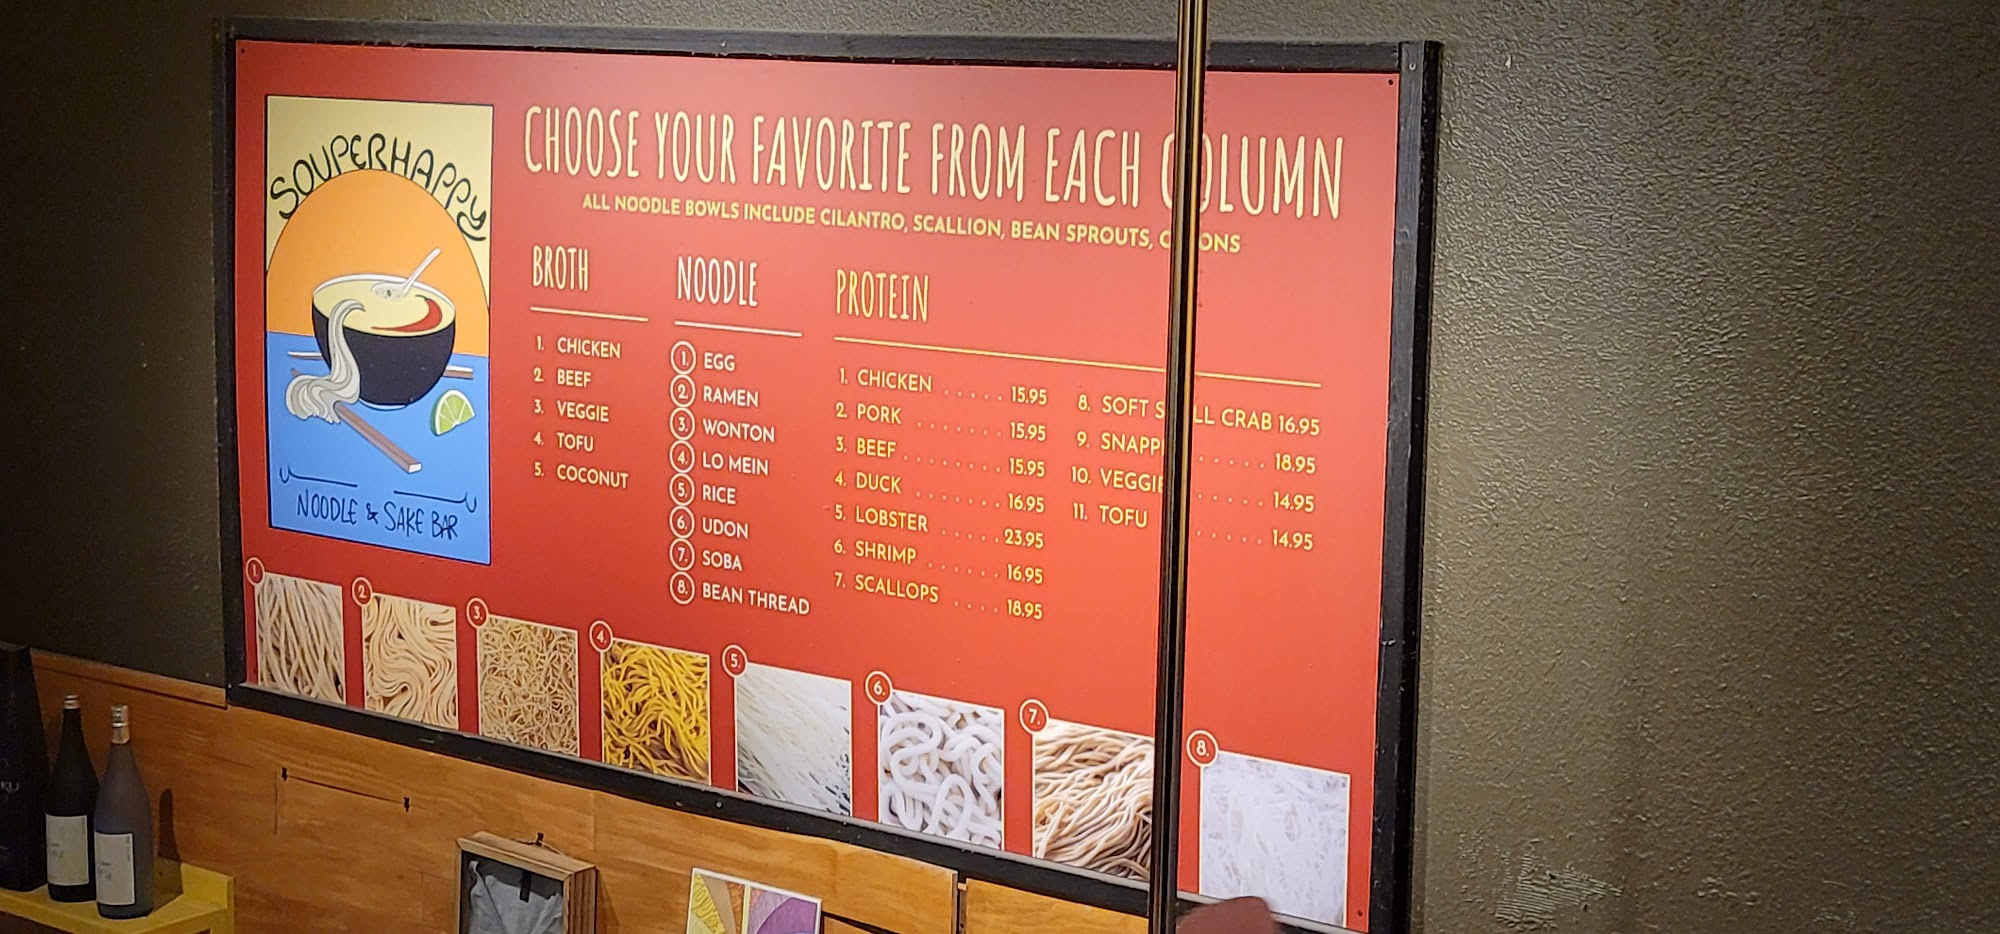 SOUPERHAPPY
NOODLE & SAKE BAR
CHOOSE YOUR FAVORITE FROM EACH COLUMN
ALL NOODLE BOWLS INCLUDE CILANTRO, SCALLION, BEAN SPROUTS, ONIONS
BROTH
1. CHICKEN
2. BEEF
3. VEGGIE
4. TOFU
5. COCONUT
NOODLE
1. EGG
2. RAMEN
3. WONTON
4. LO MEIN
5. RICE
6. UDON
7. SOBA
8. BEAN THREAD
PROTEIN
1. CHICKEN ..... 15.95
2. PORK ....... 15.95
3. BEEF ........ 15.95
4. DUCK ....... 16.95
5. LOBSTER ..... 23.95
6. SHRIMP ...... 16.95
7. SCALLOPS .... 18.95
8. SOFT SHELL CRAB 16.95
9. SNAPPER ..... 18.95
10. VEGGIE ..... 14.95
11. TOFU ..... 14.95
1.
2.
3.
4.
5.
6.
7.
8.